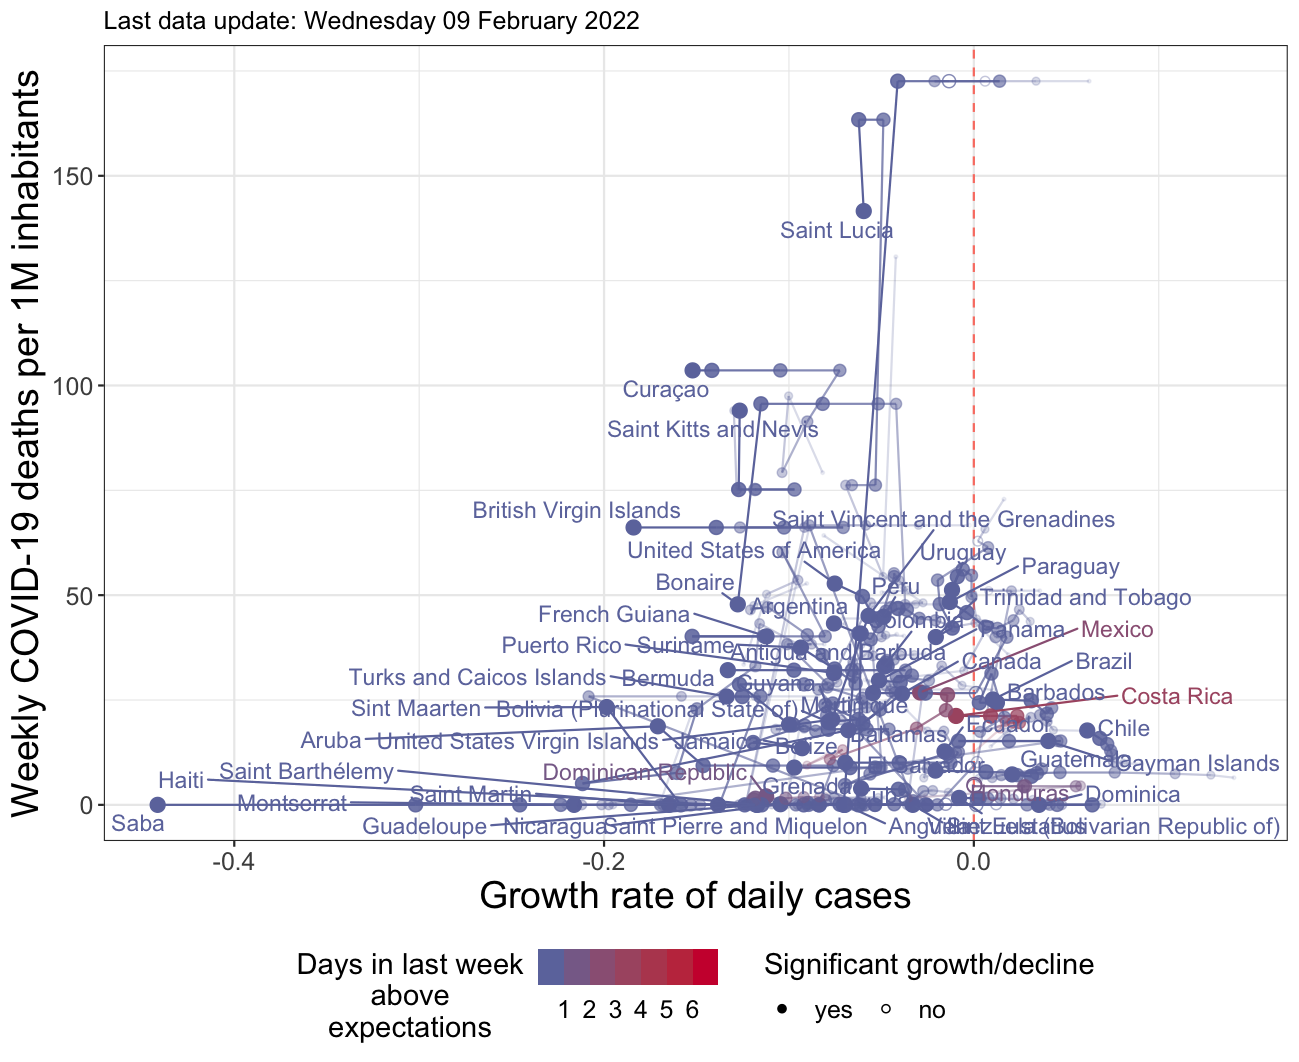 Last data update: Wednesday 09 February 2022
Weekly COVID-19 deaths per 1M inhabitants
150
100
50
0
Saint Lucia
Curaçao
Saint Kitts and Nevis
British Virgin Islands
Saint Vincent and the Grenadines
United States of America
Uruguay
Paraguay
Bonaire
Peru
Trinidad and Tobago
Argentina
French Guiana
Colombia
Panama
Mexico
Puerto Rico
Suriname
Antigua and Barbuda
Canada
Brazil
Turks and Caicos Islands
Bermuda
Guyana
Barbados
Costa Rica
Sint Maarten
Bolivia (Plurinational State of)
Martinique
Ecuador
Chile
Aruba
United States Virgin Islands
Jamaica
Belize
Bahamas
Guatemala
Cayman Islands
Saint Barthélemy
Dominican Republic
El Salvador
Haiti
Saint Martin
Grenada
Honduras
Dominica
Montserrat
Saba
Guadeloupe
Nicaragua
Saint Pierre and Miquelon
-0.4
-0.2
0.0
Growth rate of daily cases
Days in last week
above
expectations
1 2 3 4 5 6
Significant growth/decline
yes
no